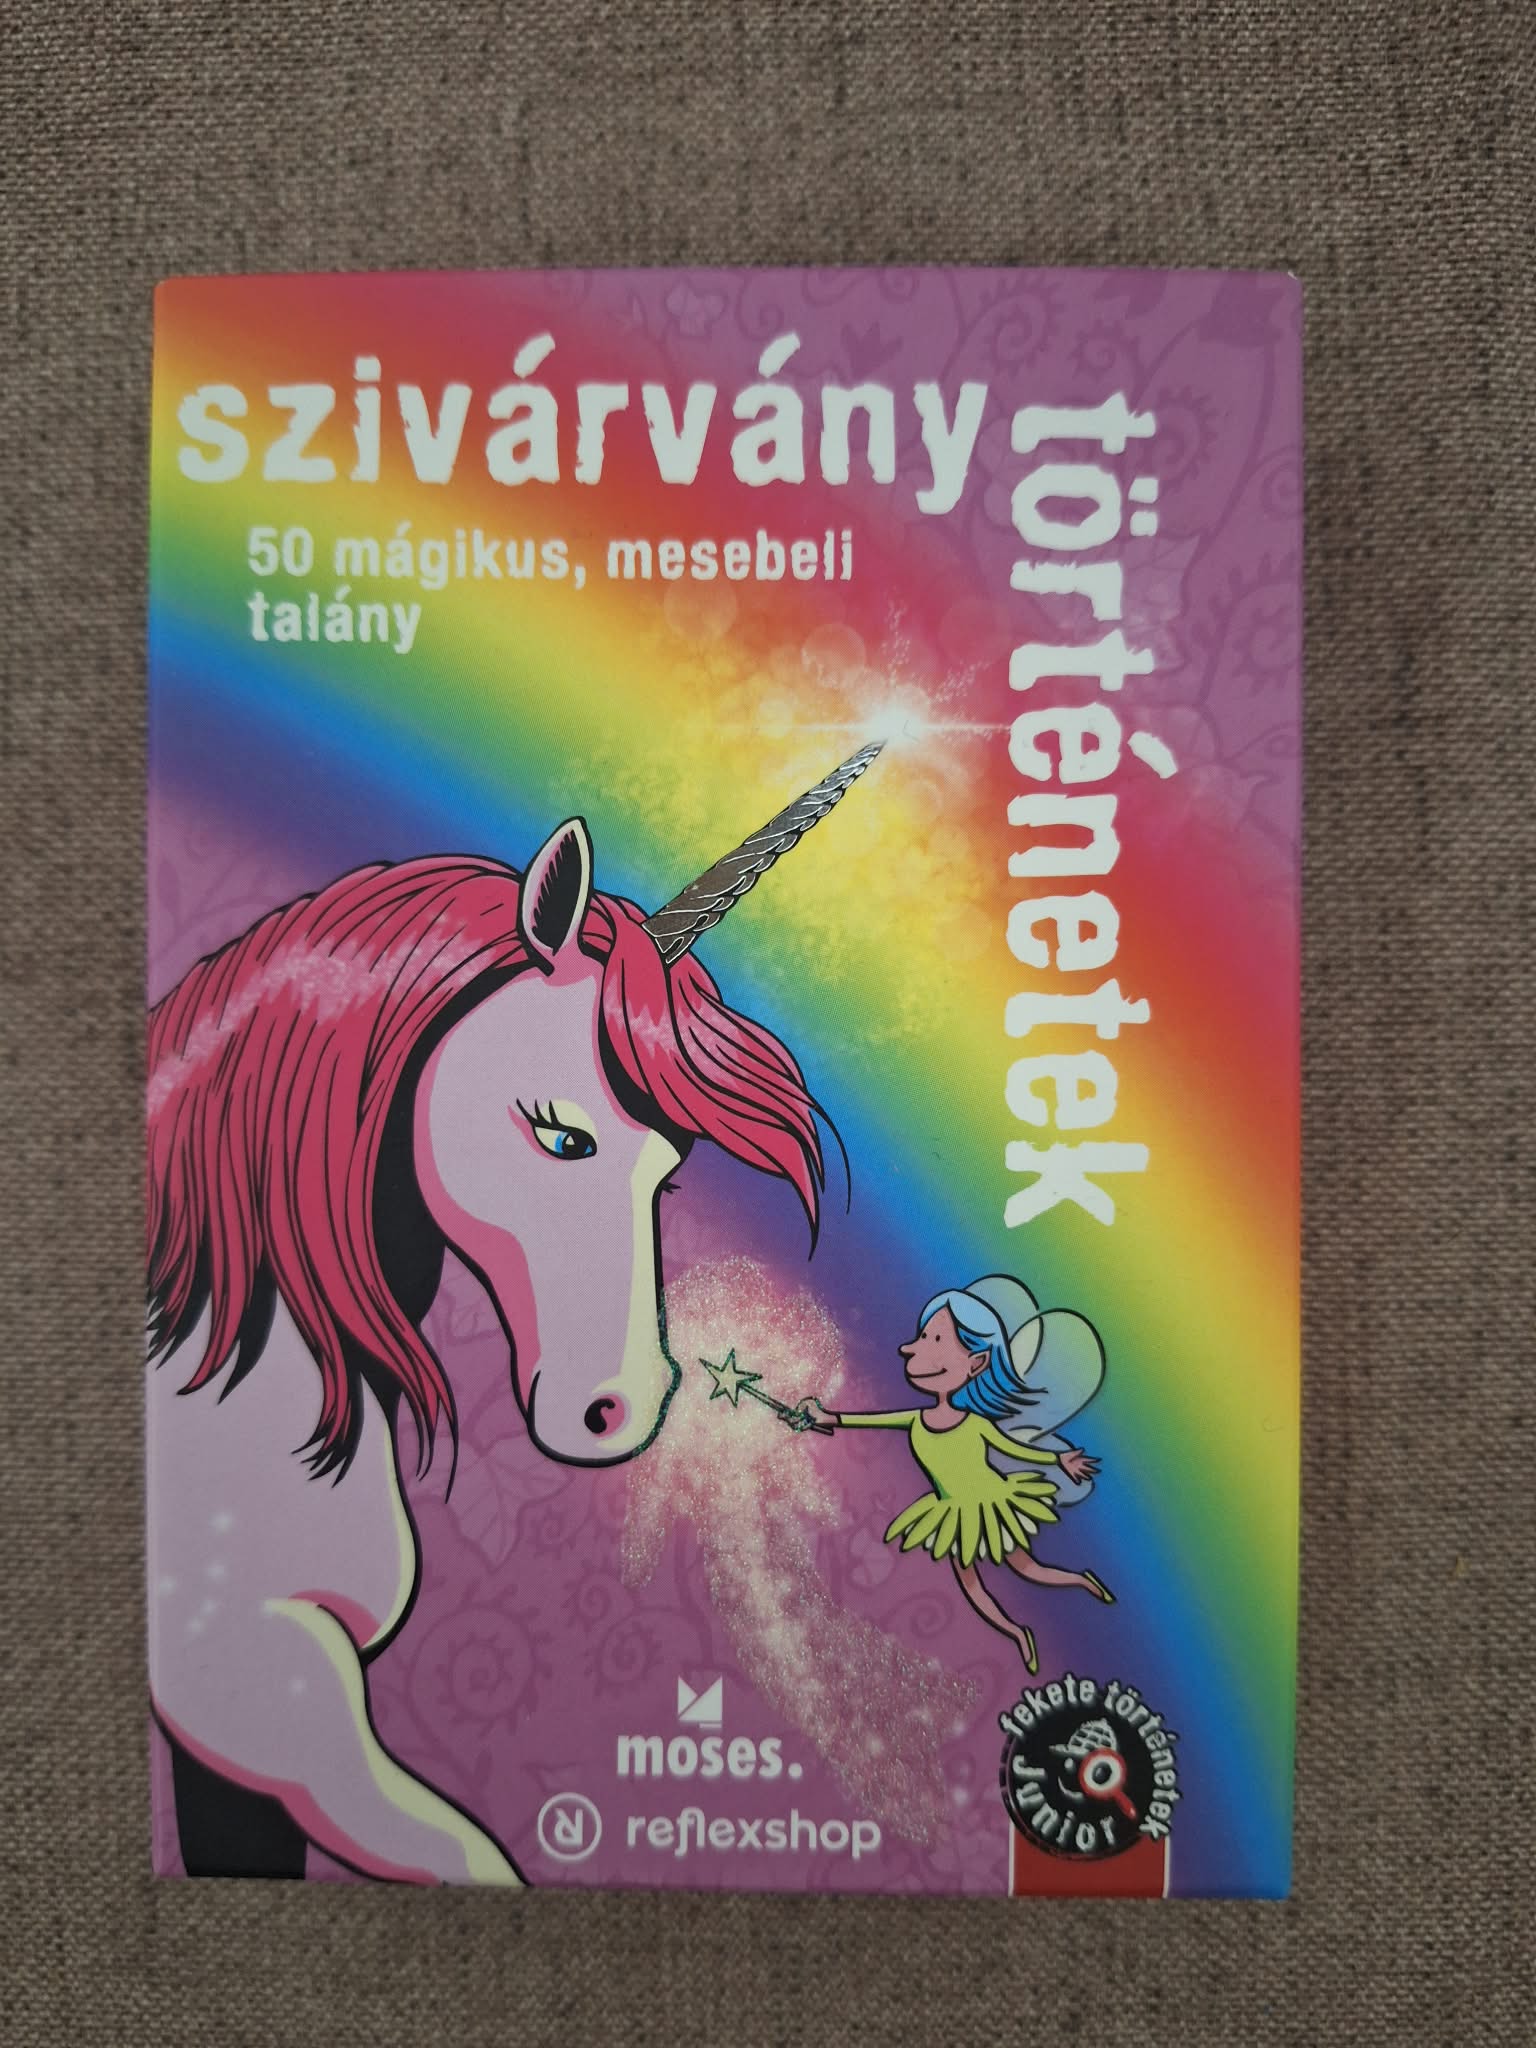 szivárvány
történetek
50 mágikus, mesebeli
talány
moses.
reflexshop
fekete történetek
junior